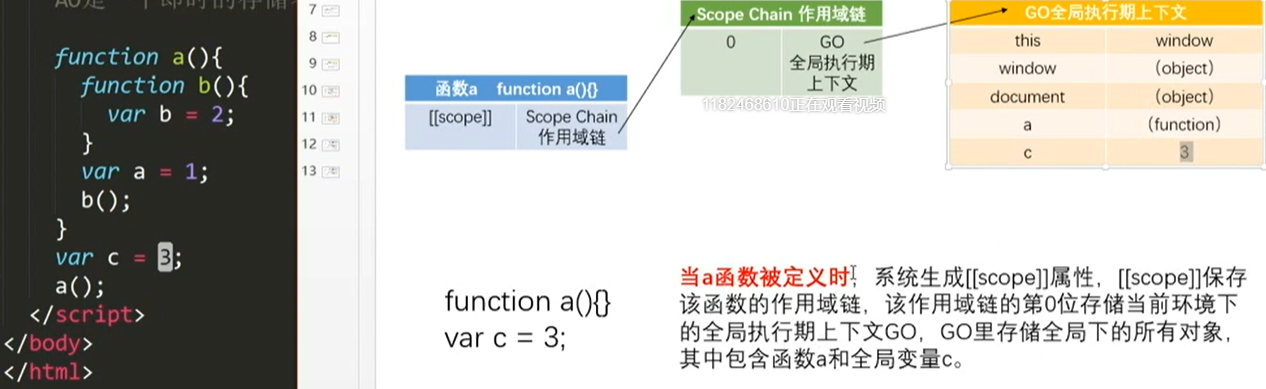 AO是一个即时的存储
function a(){
function b(){
var b = 2;
}
var a = 1;
b();
}
var c = 3;
a();
</script>
</body>
</html>
7
8
9
10
11
12
13
函数a function a(){}
[[scope]] Scope Chain
作用域链
Scope Chain 作用域链
0 GO
全局执行期
上下文
1182468610正在观看视频
GO全局执行期上下文
this window
window （object）
document （object）
a （function）
c 3
function a(){}
var c = 3;
当a函数被定义时，系统生成[[scope]]属性，[[scope]]保存
该函数的作用域链，该作用域链的第0位存储当前环境下
的全局执行期上下文GO，GO里存储全局下的所有对象，
其中包含函数a和全局变量c。